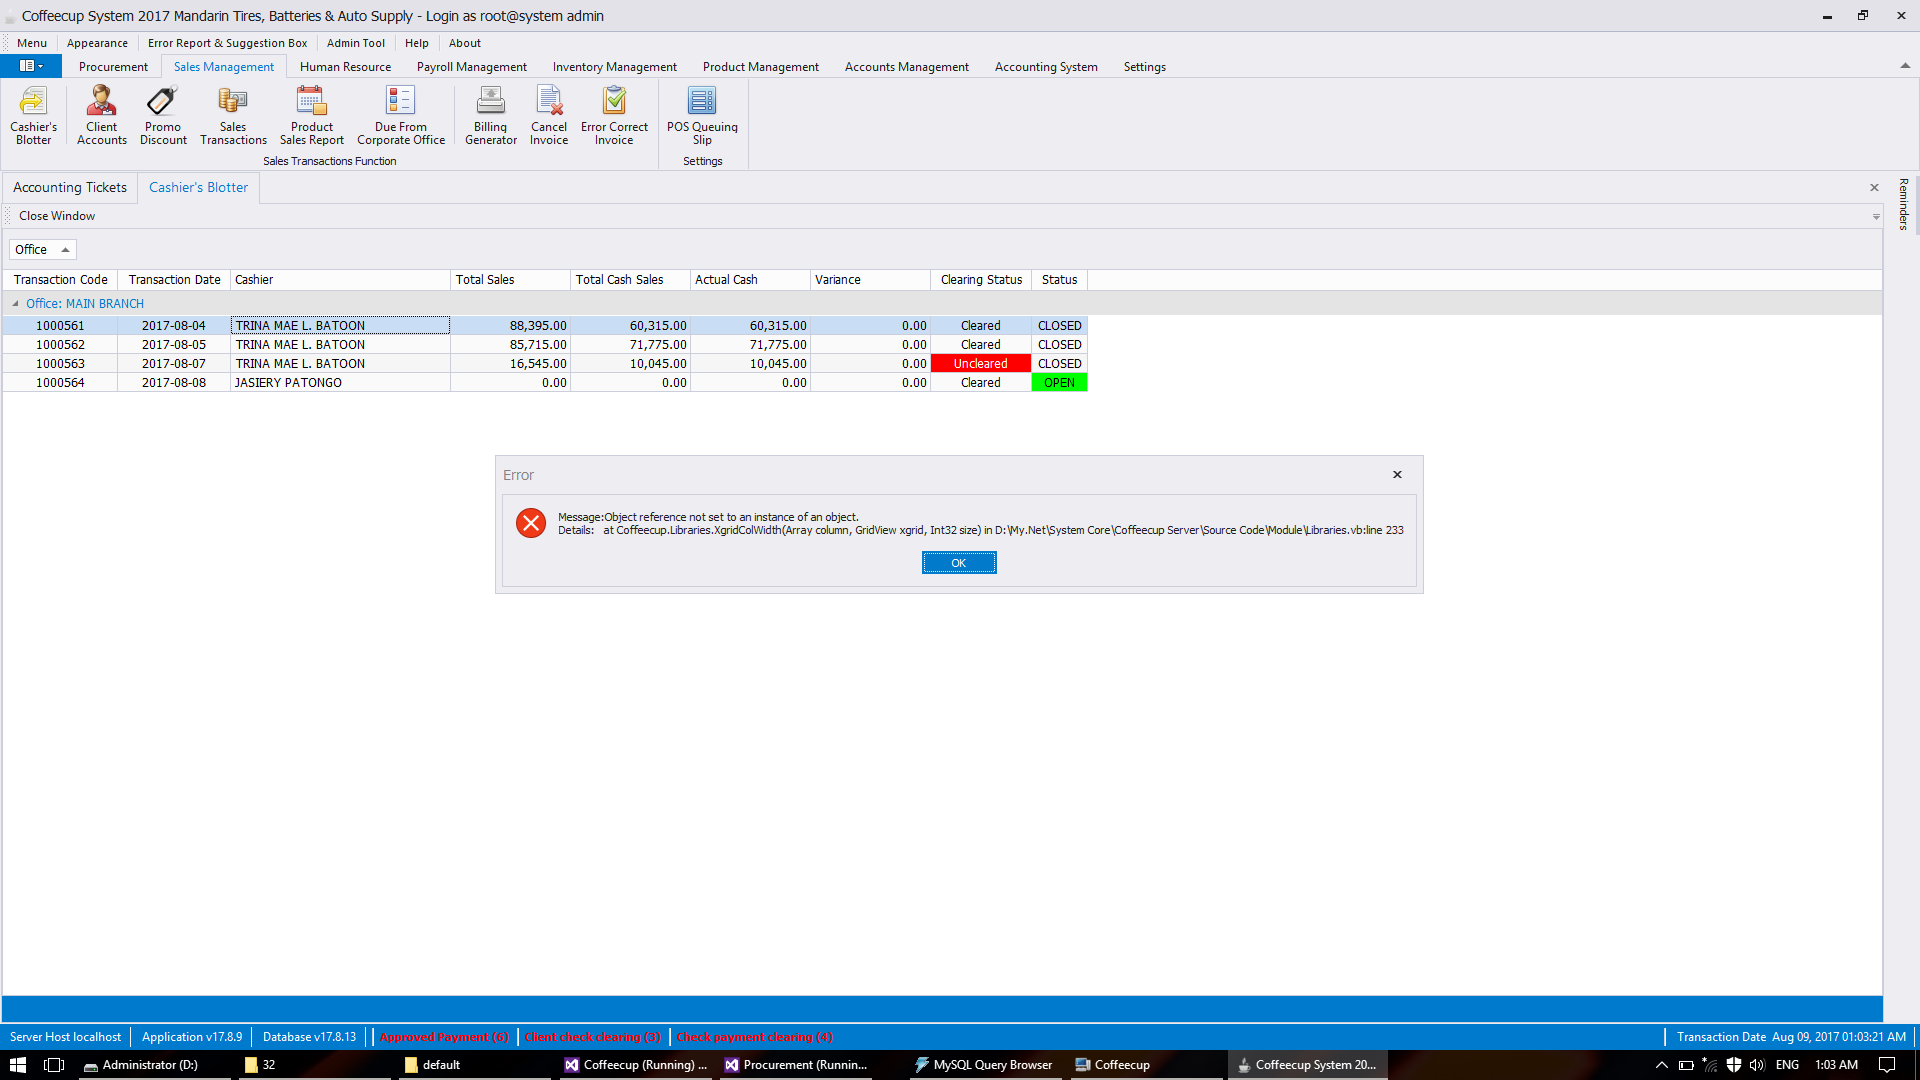 Coffeecup System 2017 Mandarin Tires, Batteries & Auto Supply - Login as root@system admin
Menu Appearance Error Report & Suggestion Box Admin Tool Help About
Procurement Sales Management Human Resource Payroll Management Inventory Management Product Management Accounts Management Accounting System Settings
Cashier's Blotter
Client Accounts
Promo Discount
Sales Transactions
Product Sales Report
Due From Corporate Office
Billing Generator
Cancel Invoice
Error Correct Invoice
POS Queuing Slip
Sales Transactions Function
Settings
Accounting Tickets Cashier's Blotter
Reminders
Close Window
Office
Transaction Code Transaction Date Cashier Total Sales Total Cash Sales Actual Cash Variance Clearing Status Status
Office: MAIN BRANCH
1000561 2017-08-04 TRINA MAE L. BATOON 88,395.00 60,315.00 60,315.00 0.00 Cleared CLOSED
1000562 2017-08-05 TRINA MAE L. BATOON 85,715.00 71,775.00 71,775.00 0.00 Cleared CLOSED
1000563 2017-08-07 TRINA MAE L. BATOON 16,545.00 10,045.00 10,045.00 0.00 Uncleared CLOSED
1000564 2017-08-08 JASIERY PATONGO 0.00 0.00 0.00 0.00 Cleared OPEN
Error
Message:Object reference not set to an instance of an object.
Details: at Coffeecup.Libraries.XgridColWidth(Array column, GridView xgrid, Int32 size) in D:\My.Net\System Core\Coffeecup Server\Source Code\Module\Libraries.vb:line 233
OK
Server Host localhost Application v17.8.9 Database v17.8.13 Approved Payment (6) Client check clearing (3) Check payment clearing (4) Transaction Date Aug 09, 2017 01:03:21 AM
Administrator (D:) 32 default Coffeecup (Running) ... Procurement (Runnin... MySQL Query Browser Coffeecup Coffeecup System 20... ENG 1:03 AM